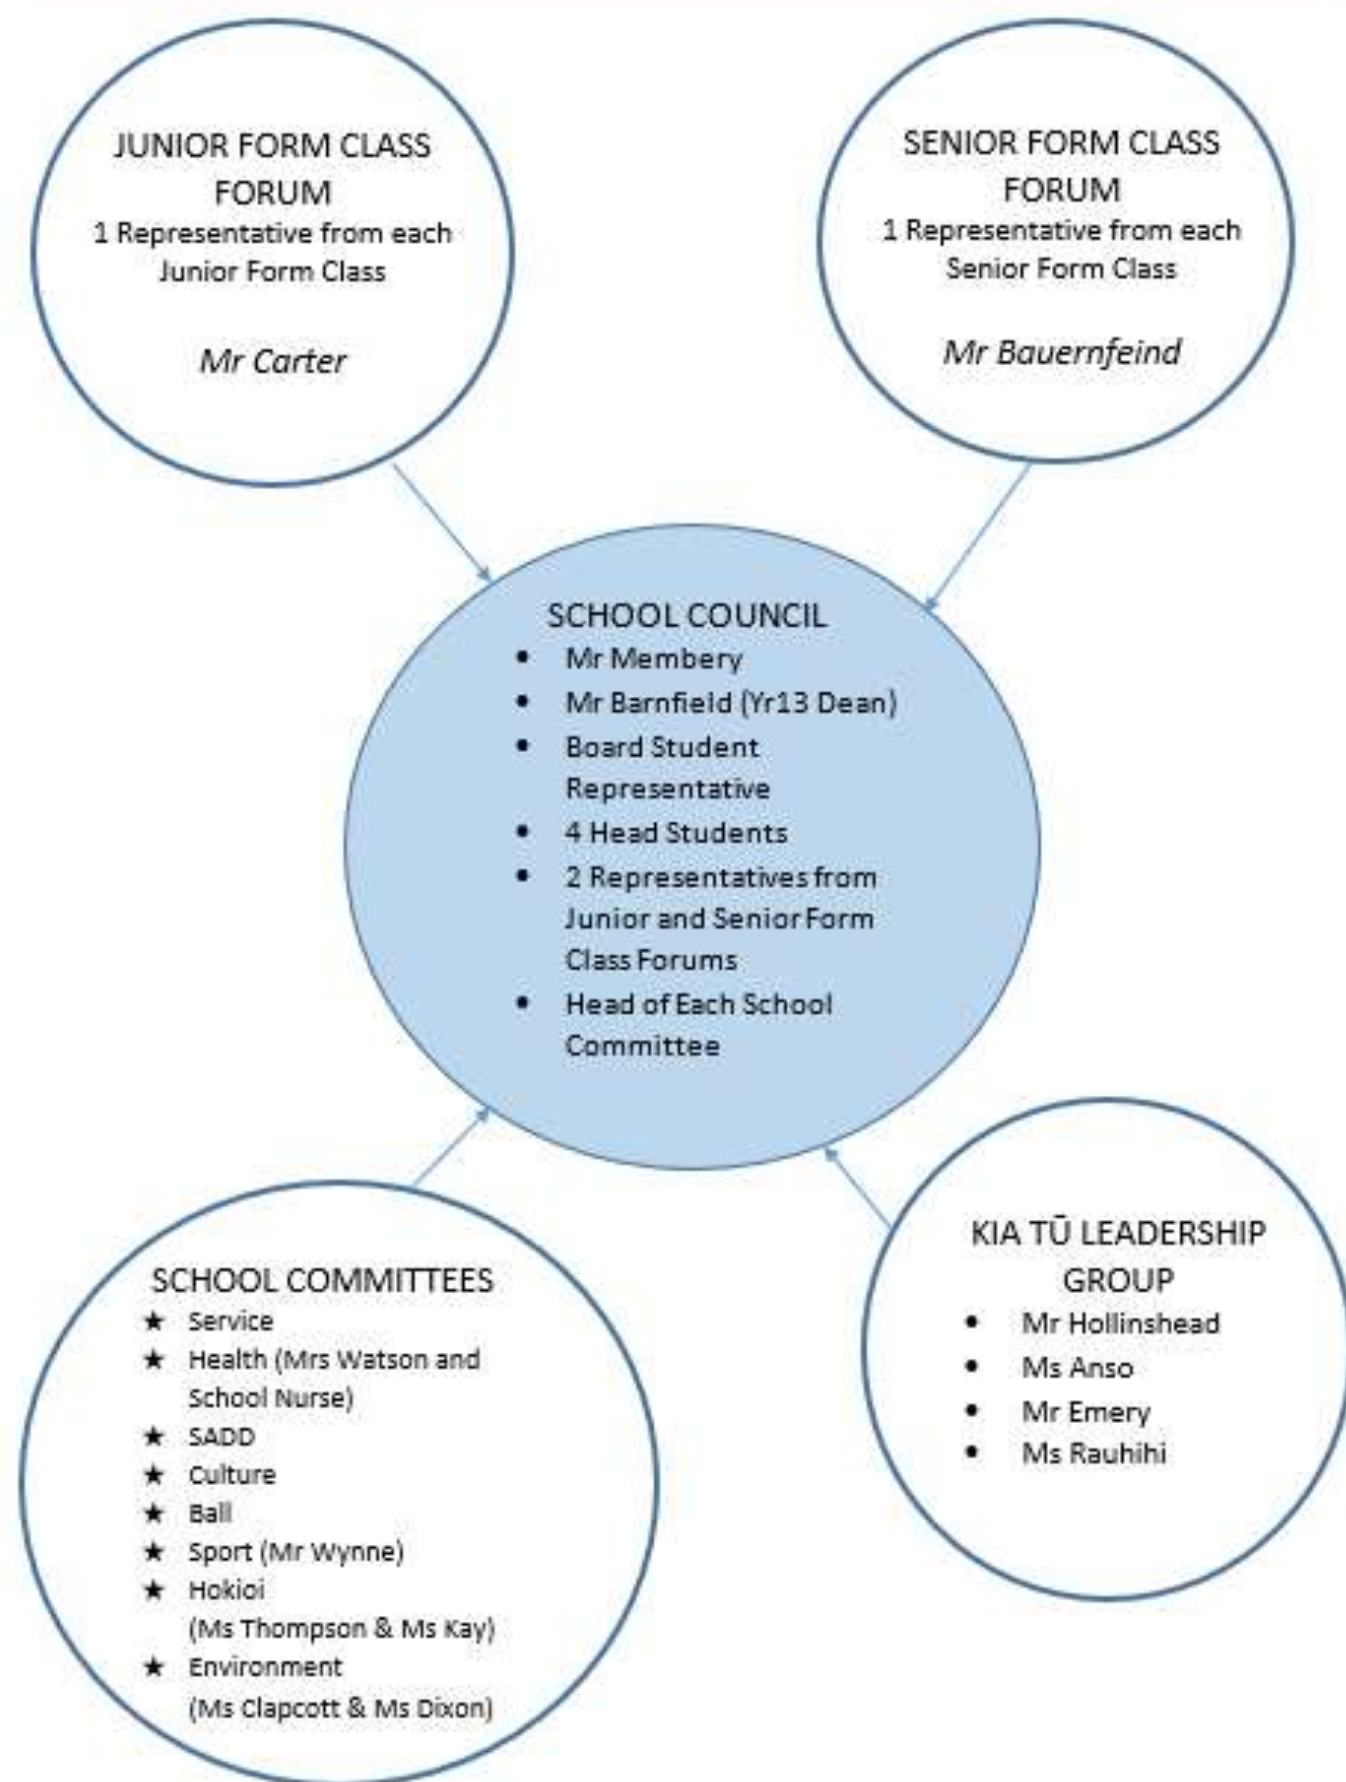 JUNIOR FORM CLASS
FORUM
1 Representative from each
Junior Form Class
Mr Carter
SENIOR FORM CLASS
FORUM
1 Representative from each
Senior Form Class
Mr Bauernfeind
SCHOOL COUNCIL
• Mr Membery
• Mr Barnfield (Yr13 Dean)
• Board Student
Representative
• 4 Head Students
• 2 Representatives from
Junior and Senior Form
Class Forums
• Head of Each School
Committee
SCHOOL COMMITTEES
★ Service
★ Health (Mrs Watson and
School Nurse)
★ SADD
★ Culture
★ Ball
★ Sport (Mr Wynne)
★ Hokioi
(Ms Thompson & Ms Kay)
★ Environment
(Ms Clapcott & Ms Dixon)
KIA TŪ LEADERSHIP
GROUP
• Mr Hollinshead
• Ms Anso
• Mr Emery
• Ms Rauhihi